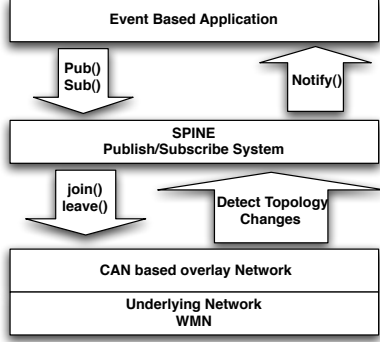 Event Based Application
Pub()
Sub()
Notify()
SPINE
Publish/Subscribe System
join()
leave()
Detect Topology
Changes
CAN based overlay Network
Underlying Network
WMN